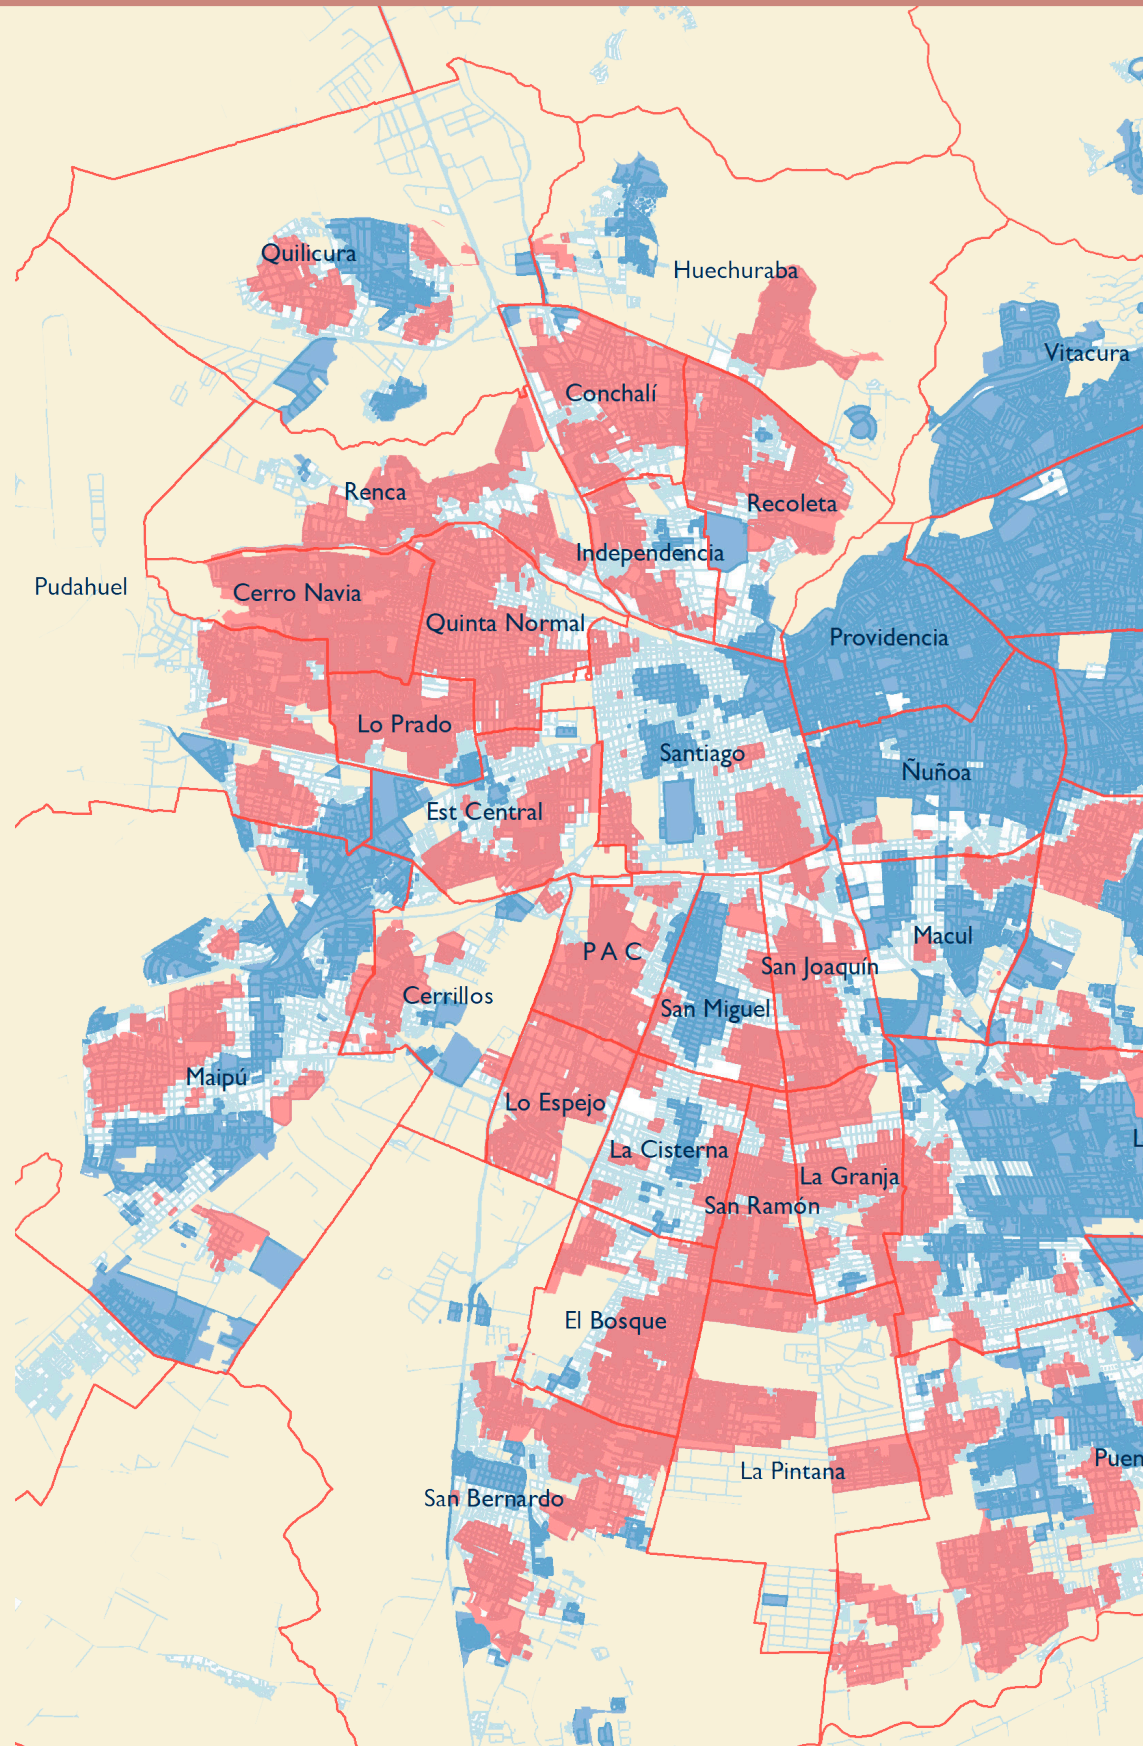 Quilicura
Huechuraba
Vitacura
Conchalí
Renca
Recoleta
Independencia
Pudahuel
Cerro Navia
Quinta Normal
Providencia
Lo Prado
Santiago
Ñuñoa
Est Central
Macul
P A C
San Joaquín
Cerrillos
San Miguel
Maipú
Lo Espejo
L
La Cisterna
La Granja
San Ramón
El Bosque
Puen
La Pintana
San Bernardo